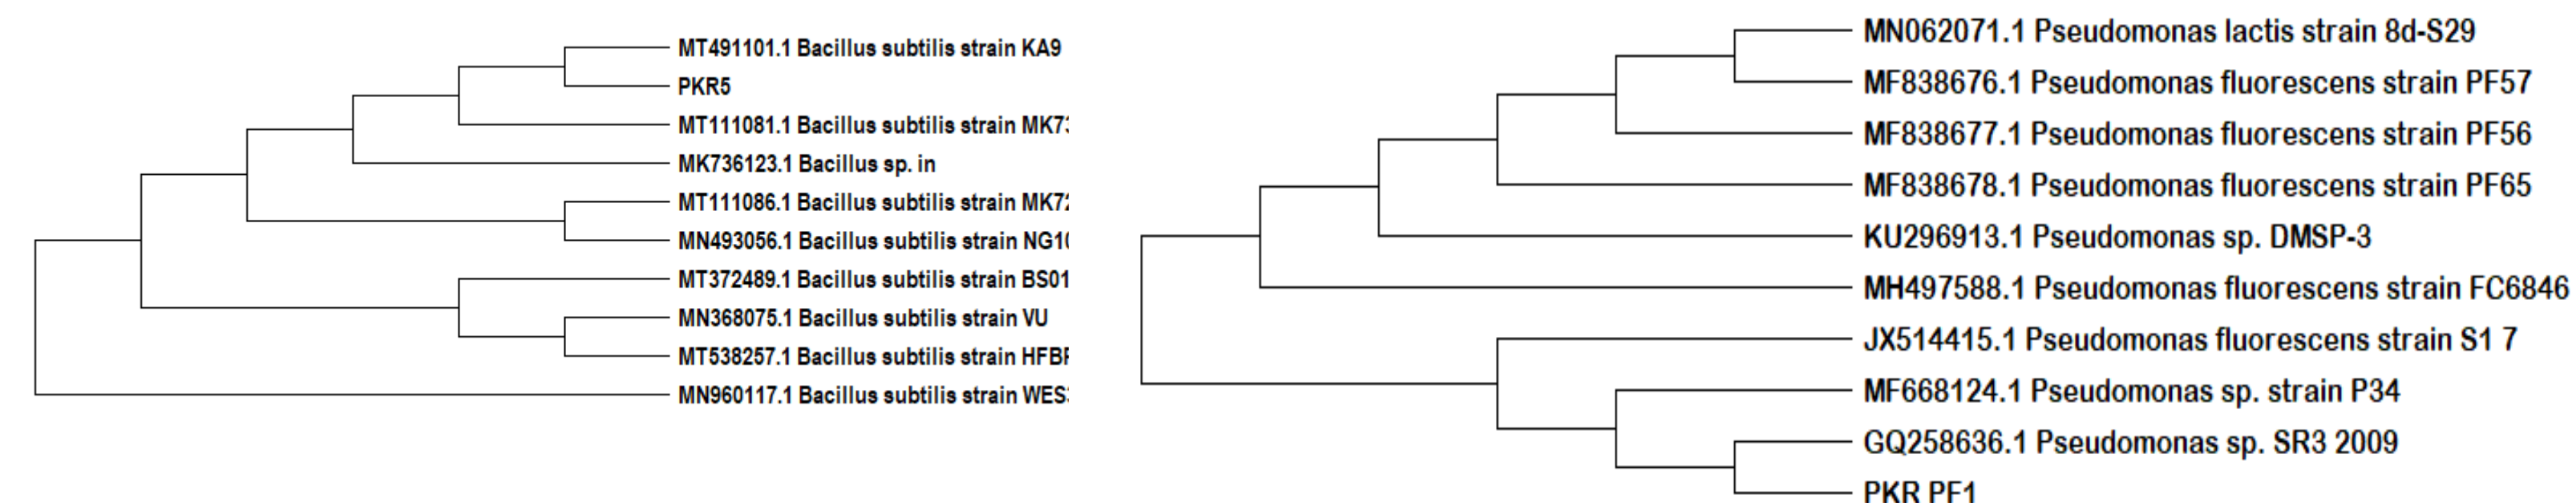 MT491101.1 Bacillus subtilis strain KA9
PKR5
MT111081.1 Bacillus subtilis strain
MK736123.1 Bacillus sp. in
MT111086.1 Bacillus subtilis strain
MN493056.1 Bacillus subtilis strain
MT372489.1 Bacillus subtilis strain BS01
MN368075.1 Bacillus subtilis strain VU
MT538257.1 Bacillus subtilis strain
MN960117.1 Bacillus subtilis strain
MN062071.1 Pseudomonas lactis strain 8d-S29
MF838676.1 Pseudomonas fluorescens strain PF57
MF838677.1 Pseudomonas fluorescens strain PF56
MF838678.1 Pseudomonas fluorescens strain PF65
KU296913.1 Pseudomonas sp. DMSP-3
MH497588.1 Pseudomonas fluorescens strain FC6846
JX514415.1 Pseudomonas fluorescens strain S1 7
MF668124.1 Pseudomonas sp. strain P34
GQ258636.1 Pseudomonas sp. SR3 2009
PKR PF1